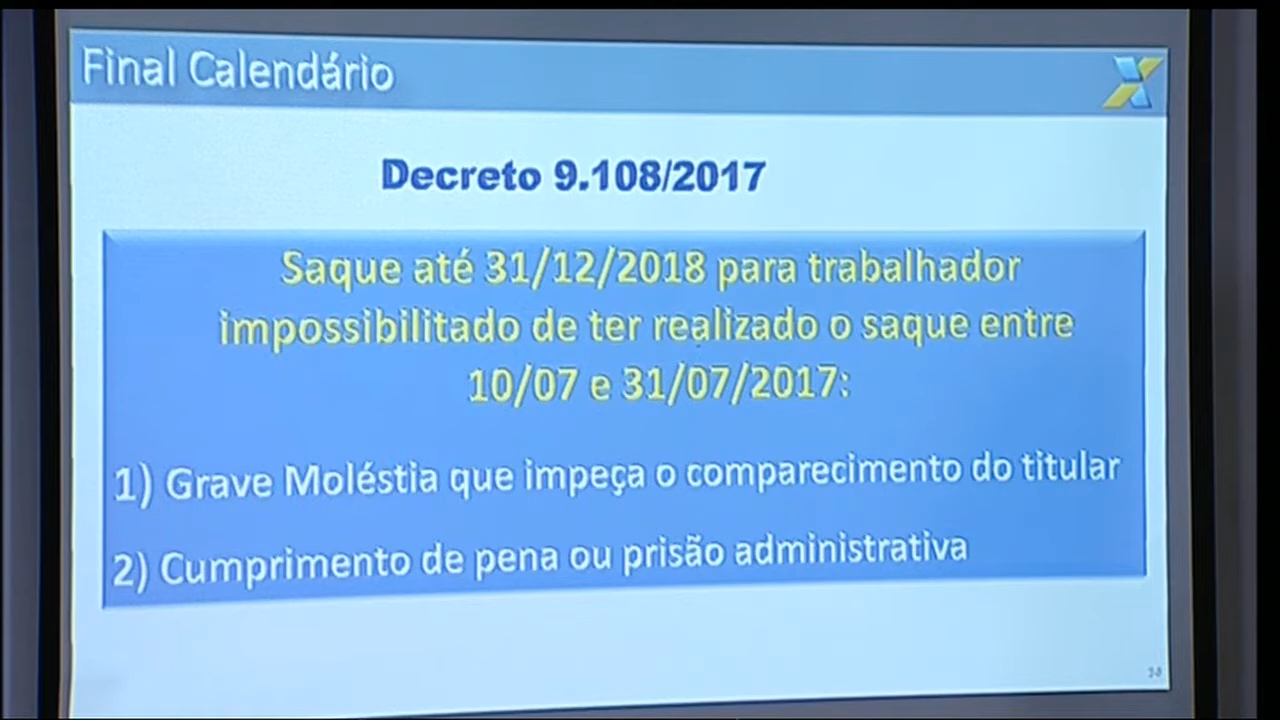 Final Calendário
Decreto 9.108/2017
Saque até 31/12/2018 para trabalhador
impossibilitado de ter realizado o saque entre
10/07 e 31/07/2017:
1) Grave Moléstia que impeça o comparecimento do titular
2) Cumprimento de pena ou prisão administrativa